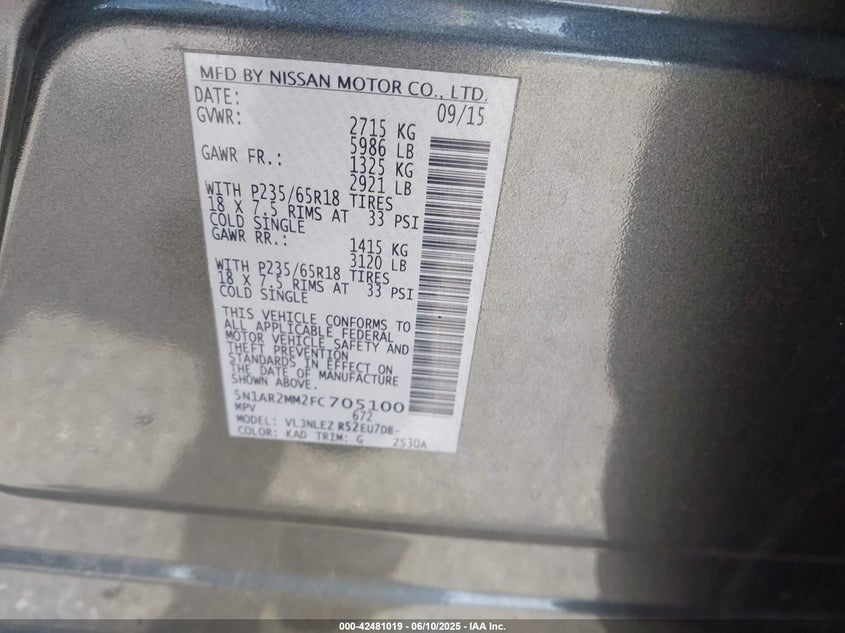 MFD BY NISSAN MOTOR CO., LTD.
DATE: 09/15
GVWR: 2715 KG
5986 LB
GAWR FR.: 1325 KG
2921 LB
WITH P235/65R18 TIRES
18 X 7.5 RIMS AT 33 PSI
COLD SINGLE
GAWR RR.: 1415 KG
3120 LB
WITH P235/65R18 TIRES
18 X 7.5 RIMS AT 33 PSI
COLD SINGLE
THIS VEHICLE CONFORMS TO
ALL APPLICABLE FEDERAL
MOTOR VEHICLE SAFETY AND
THEFT PREVENTION
STANDARDS IN EFFECT ON
THE DATE OF MANUFACTURE
SHOWN ABOVE.
5N1AR2MM2FC705100
MPV 672
MODEL: VLJNLEZ R52EU7DB-
COLOR: KAD TRIM: G 2530A
000-42481019 - 06/10/2025 - IAA Inc.